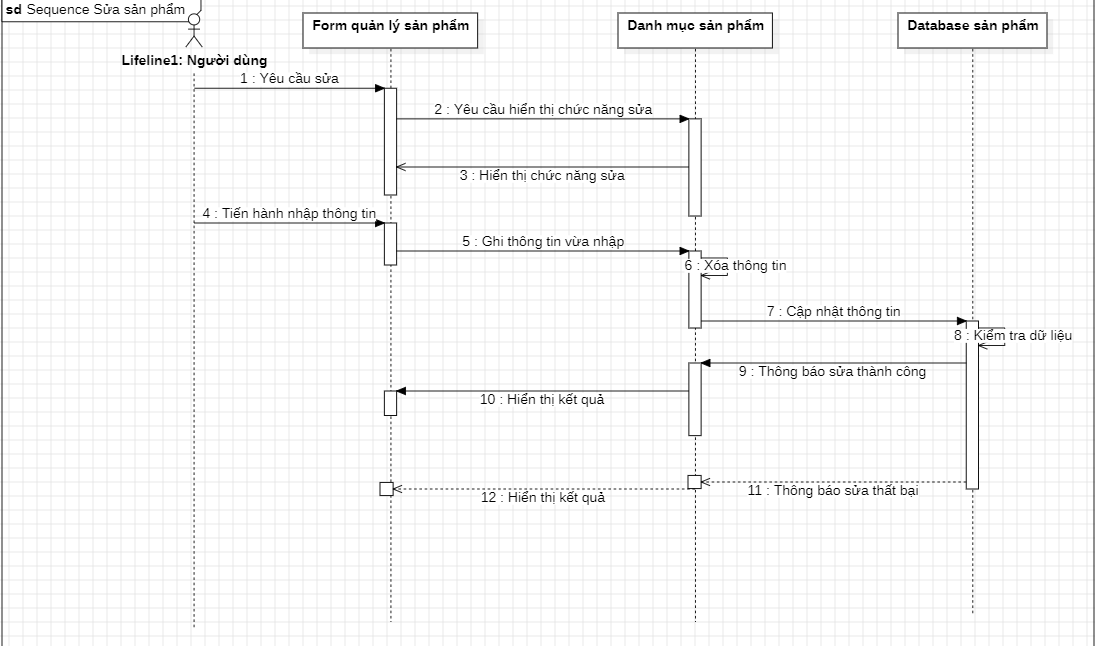 sd Sequence Sửa sản phẩm
Form quản lý sản phẩm
Danh mục sản phẩm
Database sản phẩm
Lifeline1: Người dùng
1 : Yêu cầu sửa
2 : Yêu cầu hiển thị chức năng sửa
3 : Hiển thị chức năng sửa
4 : Tiến hành nhập thông tin
5 : Ghi thông tin vừa nhập
6 : Xóa thông tin
7 : Cập nhật thông tin
8 : Kiểm tra dữ liệu
9 : Thông báo sửa thành công
10 : Hiển thị kết quả
11 : Thông báo sửa thất bại
12 : Hiển thị kết quả